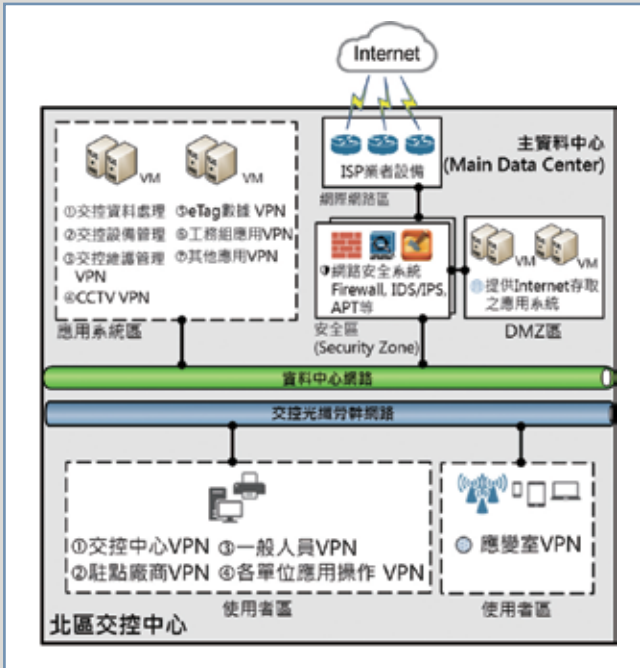 Internet
主資料中心
(Main Data Center)
ISP業者設備
網際網路區
VM
VM
①交控資料處理
②交控設備管理
③交控維護管理
VPN
④CCTV VPN
⑤eTag數據 VPN
⑥工務組應用VPN
⑦其他應用VPN
應用系統區
網路安全系統
Firewall, IDS/IPS,
APT等
安全區
(Security Zone)
VM
VM
提供Internet存取
之應用系統
DMZ區
資料中心網路
交控光纖骨幹網路
①交控中心VPN
②駐點廠商VPN
③一般人員VPN
④各單位應用操作 VPN
使用者區
應變室VPN
使用者區
北區交控中心